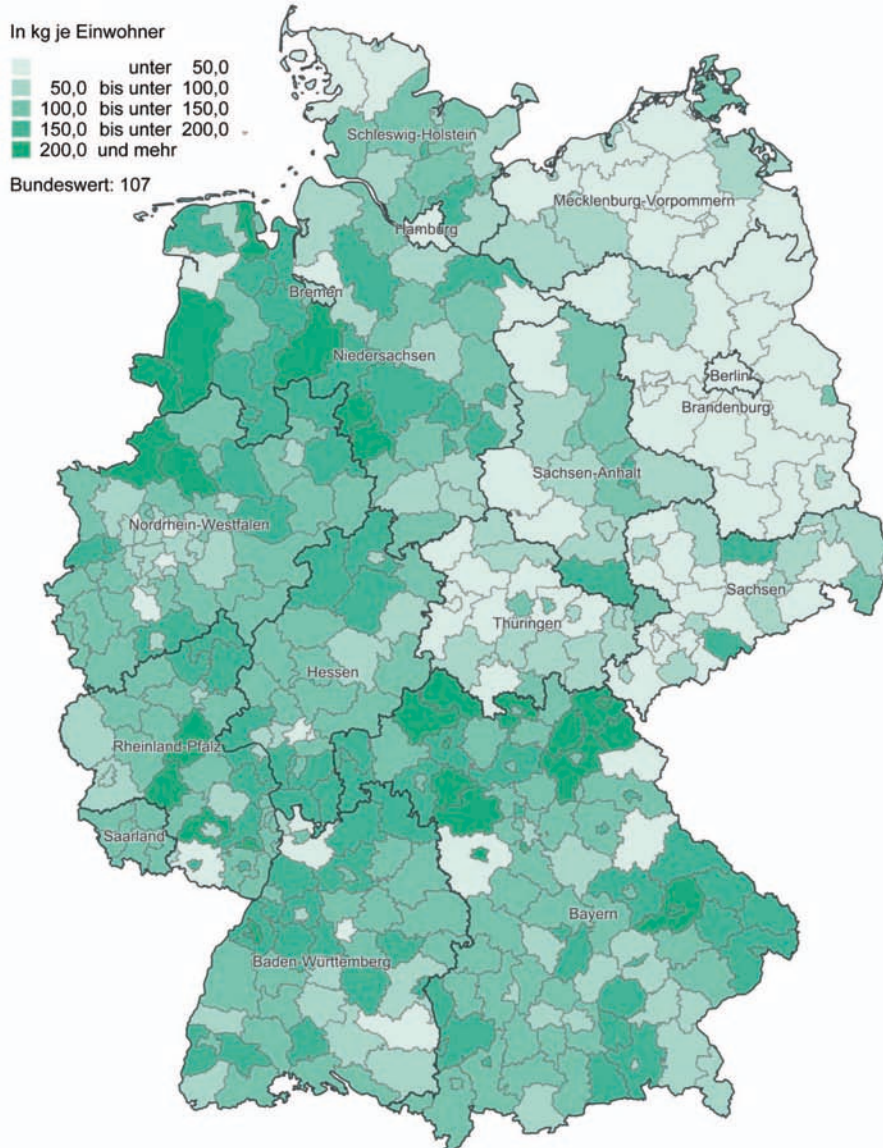 In kg je Einwohner
unter 50,0
50,0 bis unter 100,0
100,0 bis unter 150,0
150,0 bis unter 200,0
200,0 und mehr
Bundeswert: 107
Schleswig-Holstein
Mecklenburg-Vorpommern
Hamburg
Bremen
Niedersachsen
Berlin
Brandenburg
Sachsen-Anhalt
Nordrhein-Westfalen
Sachsen
Thüringen
Hessen
Rheinland-Pfalz
Saarland
Bayern
Baden-Württemberg